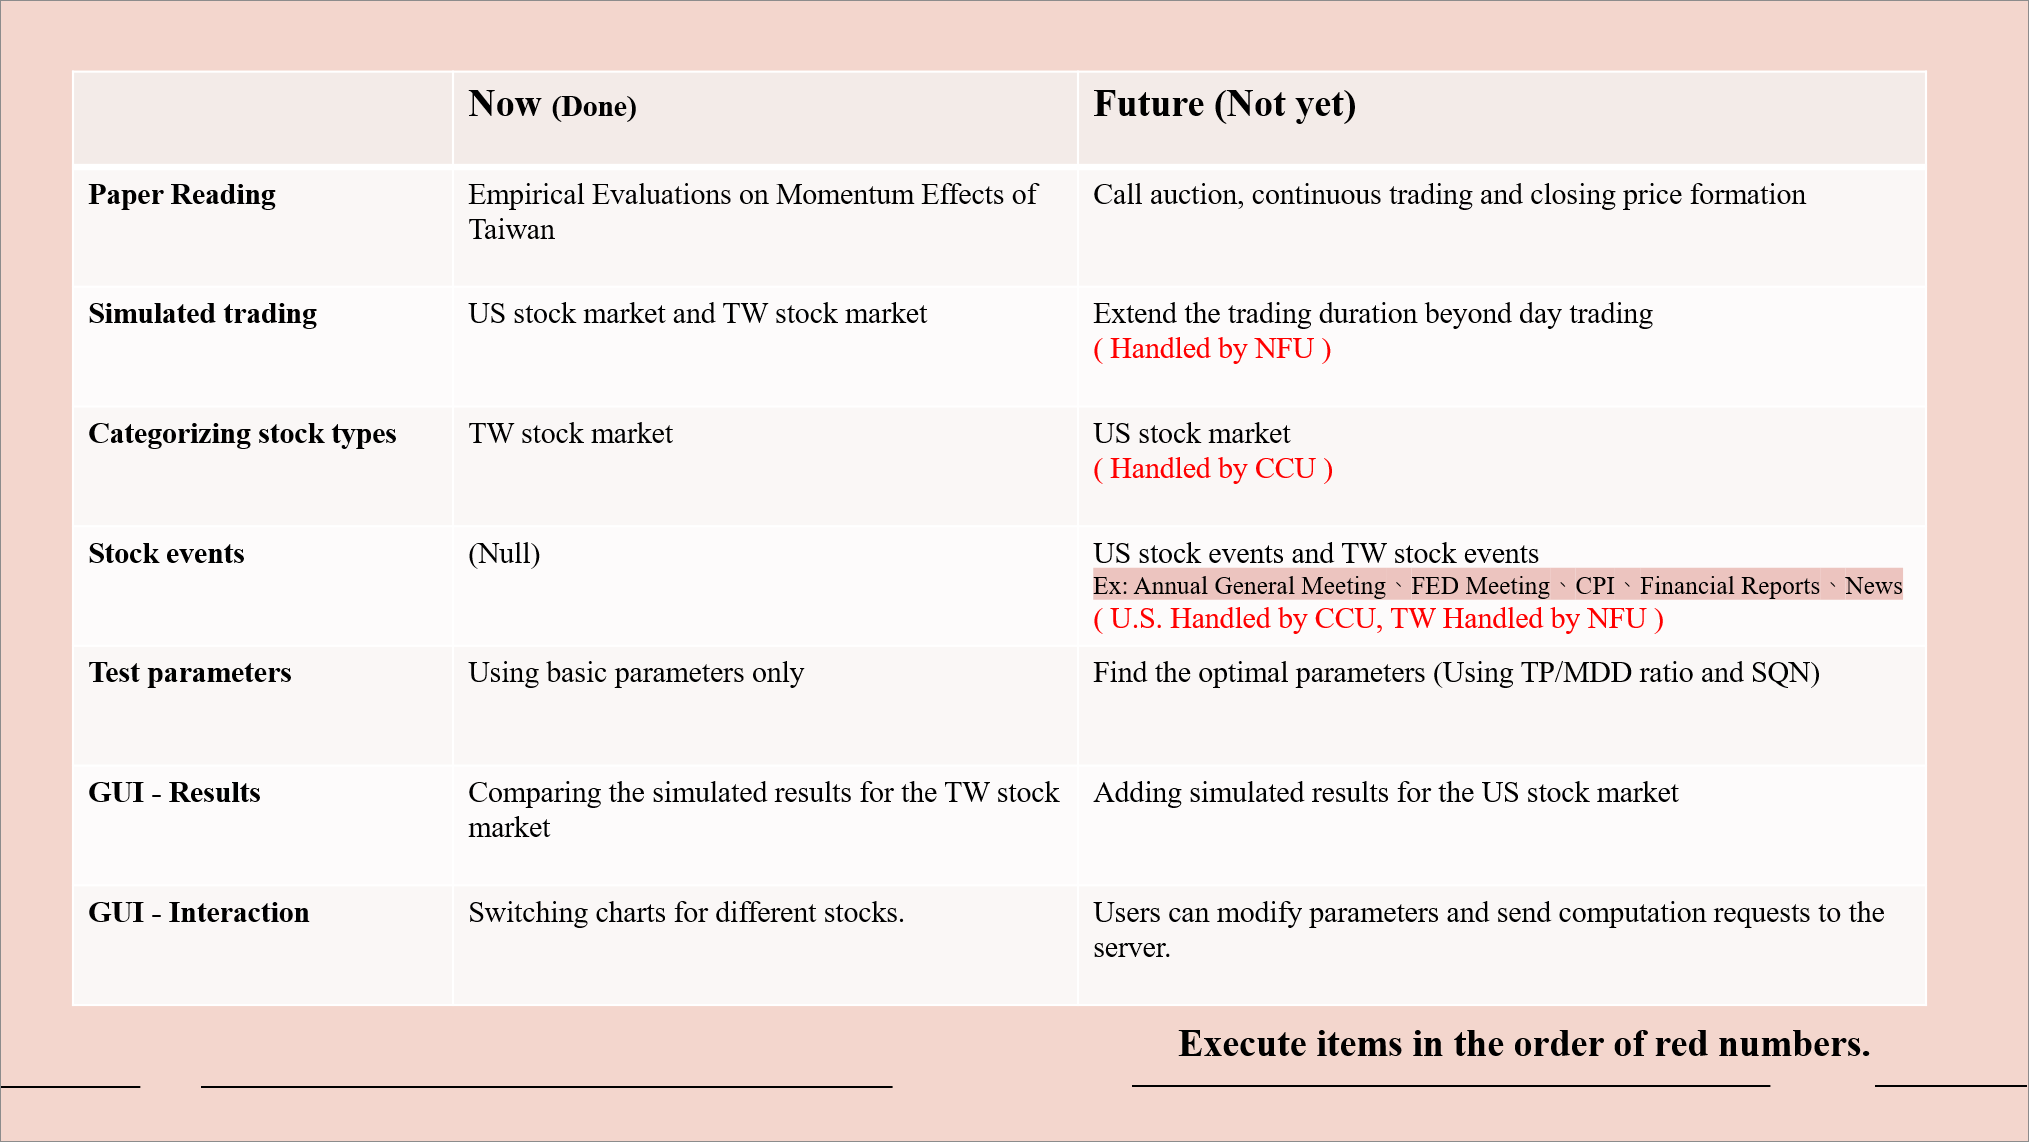 Now (Done)
Future (Not yet)
Paper Reading
Empirical Evaluations on Momentum Effects of
Taiwan
Call auction, continuous trading and closing price formation
Simulated trading
US stock market and TW stock market
Extend the trading duration beyond day trading
( Handled by NFU )
Categorizing stock types
TW stock market
US stock market
( Handled by CCU )
Stock events
(Null)
US stock events and TW stock events
Ex: Annual General Meeting、FED Meeting、CPI、Financial Reports、News
( U.S. Handled by CCU, TW Handled by NFU )
Test parameters
Using basic parameters only
Find the optimal parameters (Using TP/MDD ratio and SQN)
GUI - Results
Comparing the simulated results for the TW stock
market
Adding simulated results for the US stock market
GUI - Interaction
Switching charts for different stocks.
Users can modify parameters and send computation requests to the
server.
Execute items in the order of red numbers.